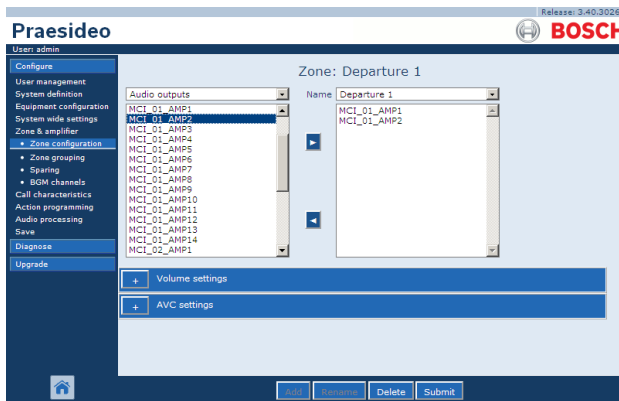 Release: 3.40.3026
Praesideo
BOSCH
User: admin
Configure
User management
System definition
Equipment configuration
System wide settings
Zone & amplifier
• Zone configuration
• Zone grouping
• Sparing
• BGM channels
Call characteristics
Action programming
Audio processing
Save
Diagnose
Upgrade
Zone: Departure 1
Audio outputs
MCI_01_AMP1
MCI_01_AMP2
MCI_01_AMP3
MCI_01_AMP4
MCI_01_AMP5
MCI_01_AMP6
MCI_01_AMP7
MCI_01_AMP8
MCI_01_AMP9
MCI_01_AMP10
MCI_01_AMP11
MCI_01_AMP12
MCI_01_AMP13
MCI_01_AMP14
MCI_02_AMP1
Name Departure 1
MCI_01_AMP1
MCI_01_AMP2
+ Volume settings
+ AVC settings
Add Rename Delete Submit